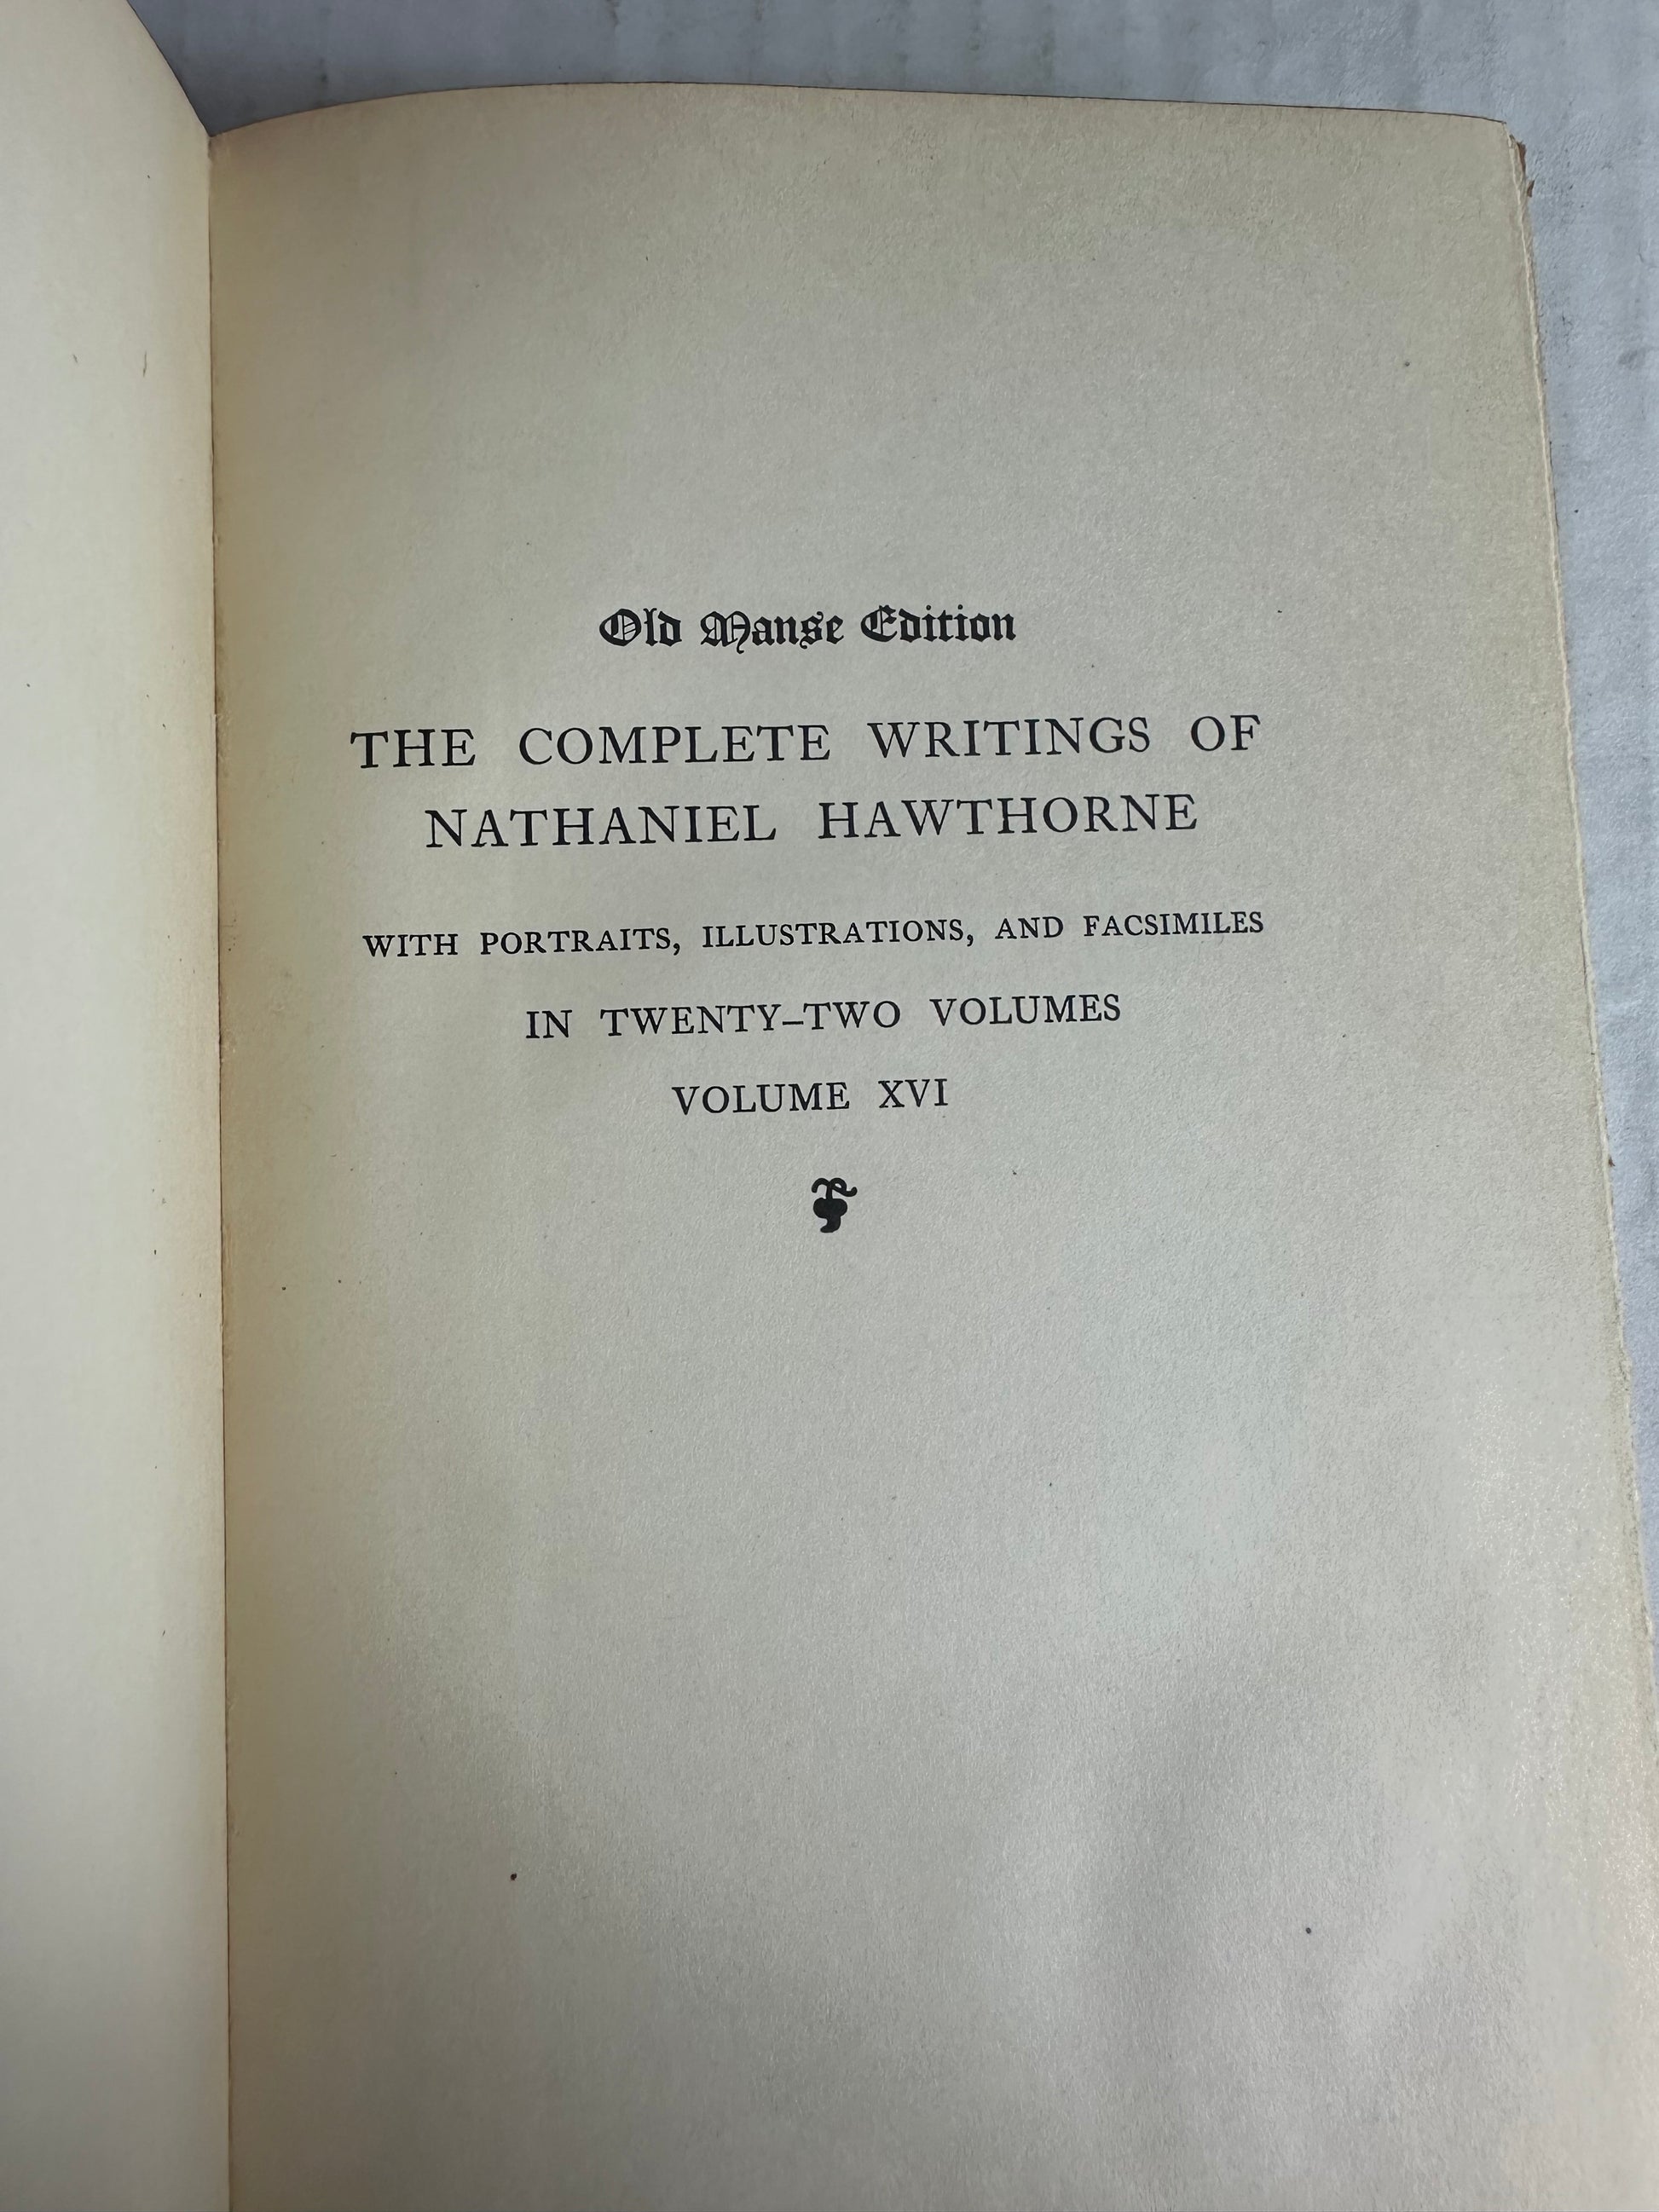 Old Manse Edition
THE COMPLETE WRITINGS OF
NATHANIEL HAWTHORNE
WITH PORTRAITS, ILLUSTRATIONS, AND FACSIMILES
IN TWENTY–TWO VOLUMES
VOLUME XVI